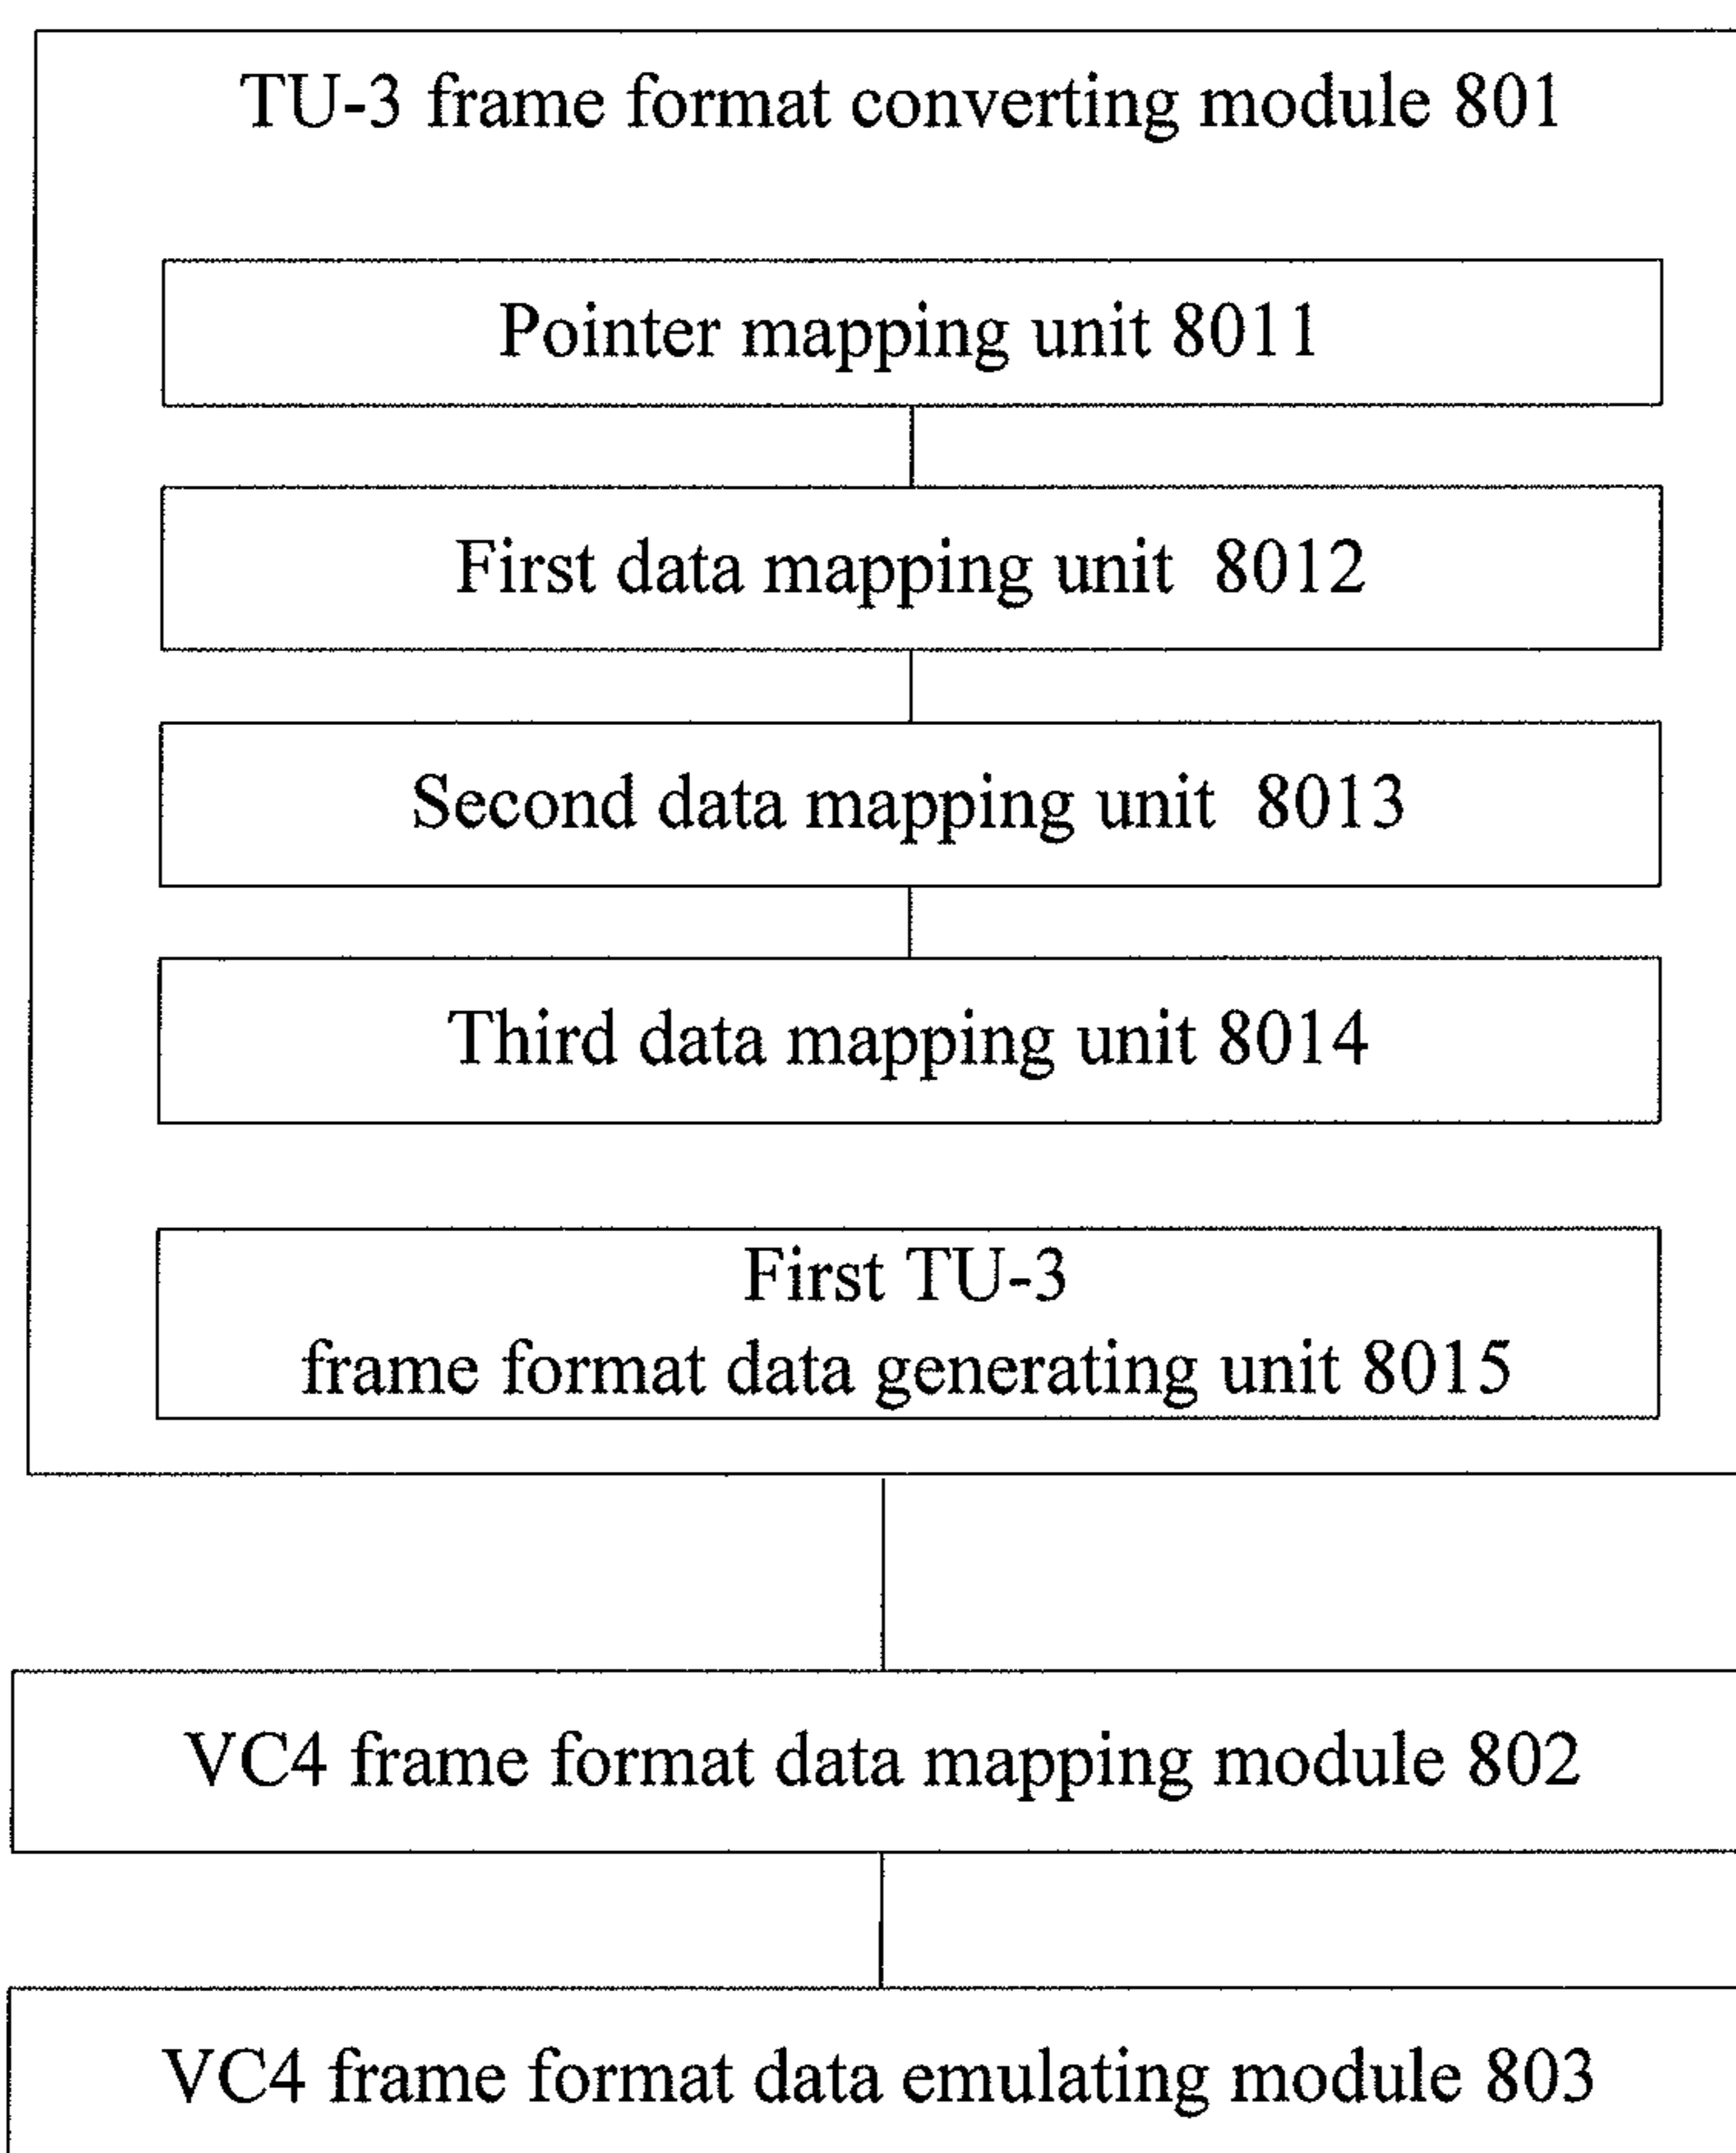 TU-3 frame format converting module 801
Pointer mapping unit 8011
First data mapping unit 8012
Second data mapping unit 8013
Third data mapping unit 8014
First TU-3
frame format data generating unit 8015
VC4 frame format data mapping module 802
VC4 frame format data emulating module 803